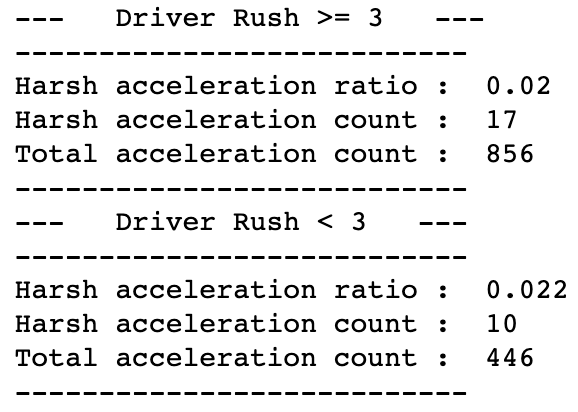 ---   Driver Rush >= 3   ---
---------------------------
Harsh acceleration ratio :  0.02
Harsh acceleration count :  17
Total acceleration count :  856
---------------------------
---   Driver Rush < 3   ---
---------------------------
Harsh acceleration ratio :  0.022
Harsh acceleration count :  10
Total acceleration count :  446
---------------------------